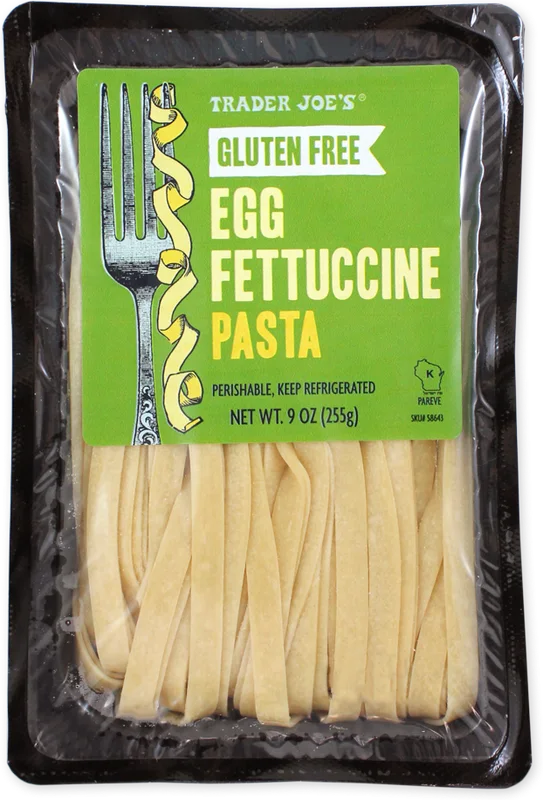 TRADER JOE'S®
GLUTEN FREE
EGG
FETTUCCINE
PASTA
PERISHABLE, KEEP REFRIGERATED
NET WT. 9 OZ (255g)
K
PAREVE
SKU# 58643